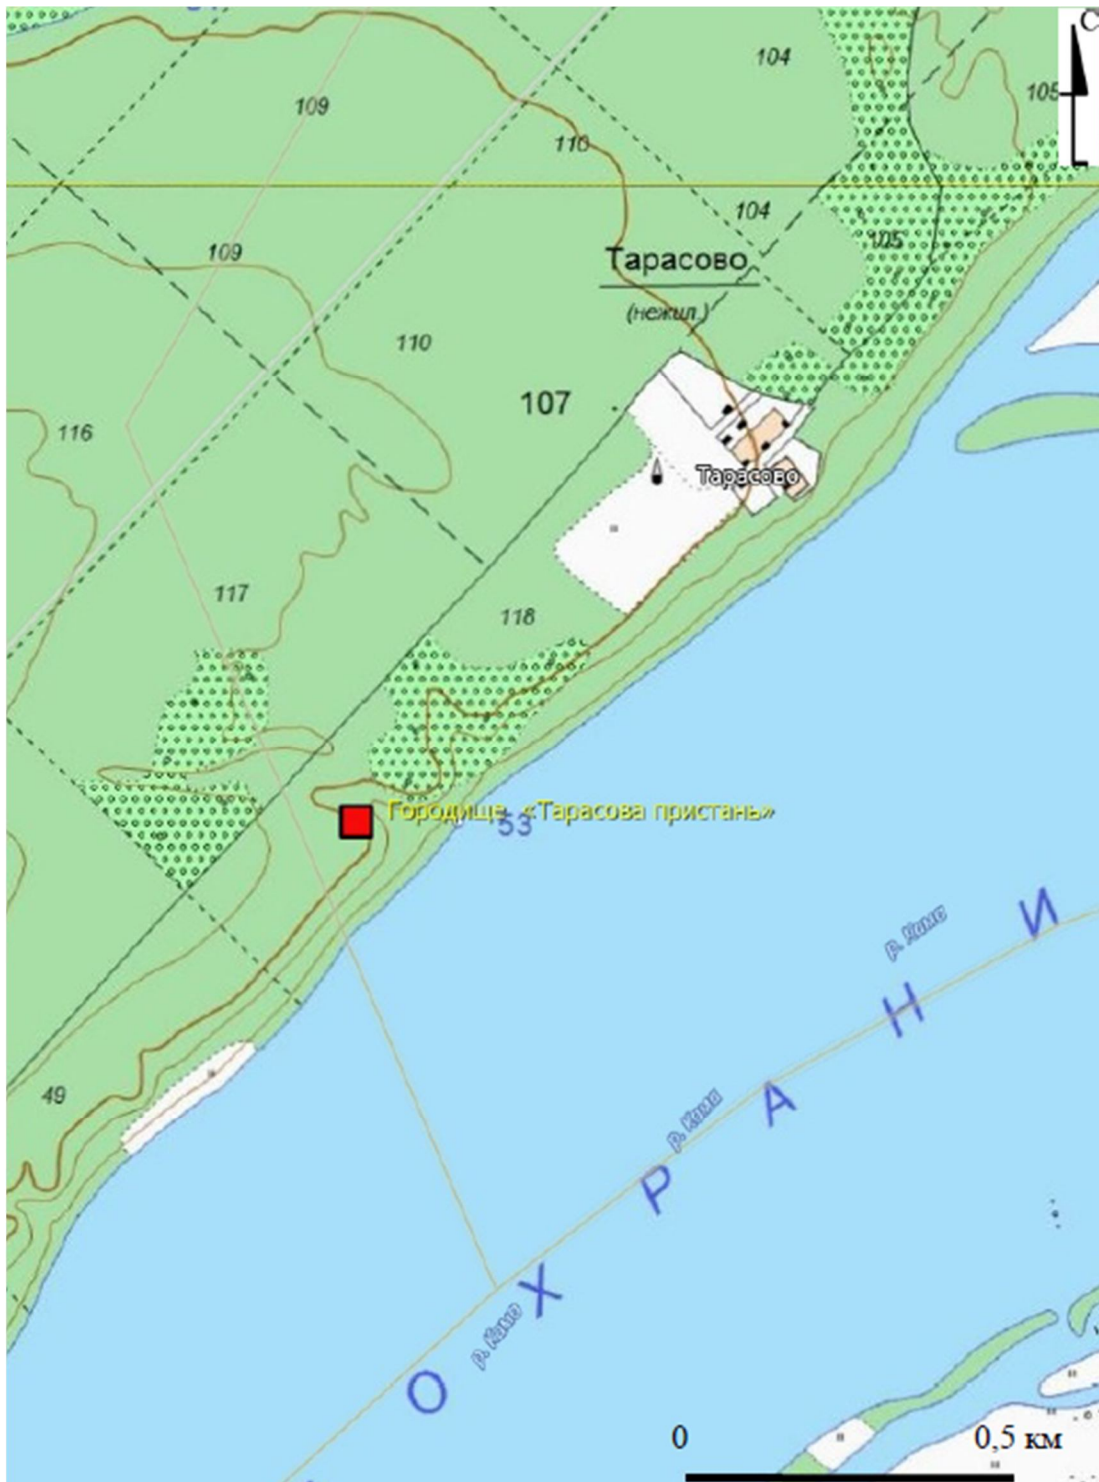 С
104
109
105
110
104
105
109
Тарасово
(нежил.)
110
107
116
Тарасово
117
118
Городище «Тарасова пристань»
53
И
р. Кама
Н
А
р. Кама
49
Р
Х
р. Кама
О
0
0,5 км